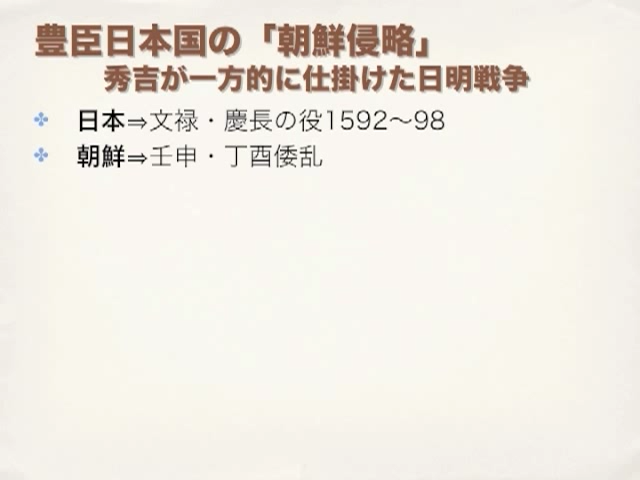 豊臣日本国の「朝鮮侵略」
秀吉が一方的に仕掛けた日明戦争
日本⇒文禄・慶長の役1592〜98
朝鮮⇒壬申・丁酉倭乱